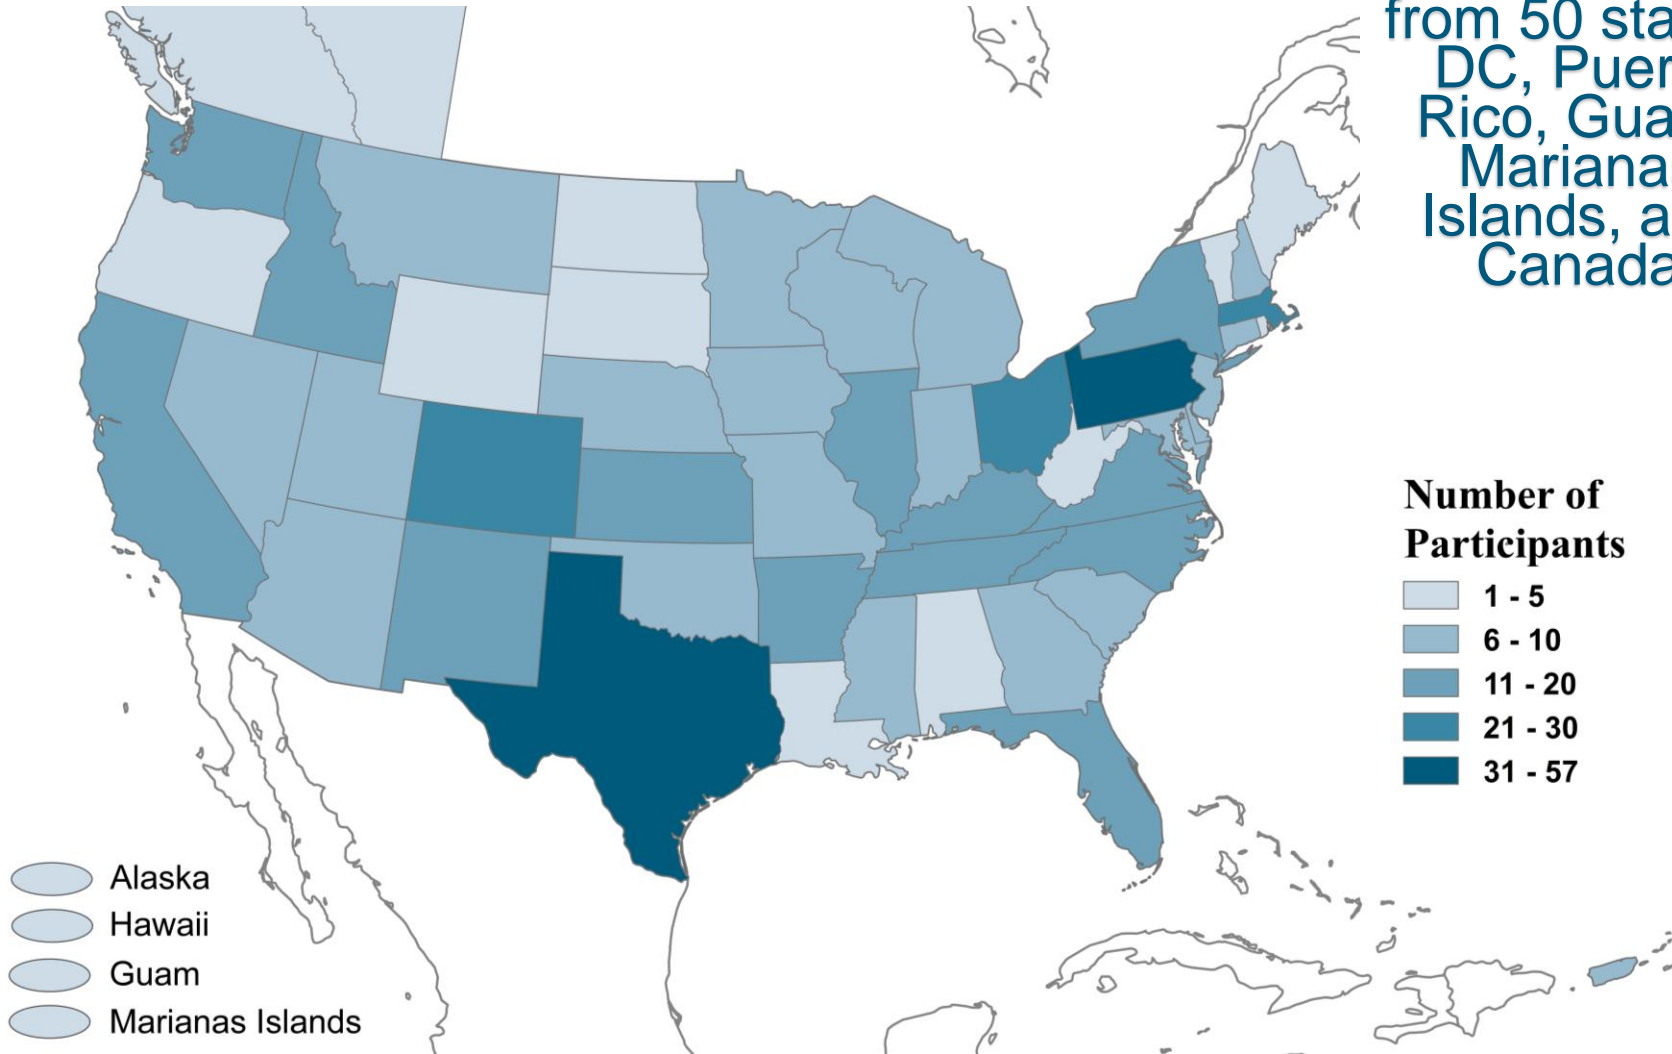 from 50 sta
DC, Puer
Rico, Gua
Mariana
Islands, a
Canada
Number of
Participants
1 - 5
6 - 10
11 - 20
21 - 30
31 - 57
Alaska
Hawaii
Guam
Marianas Islands